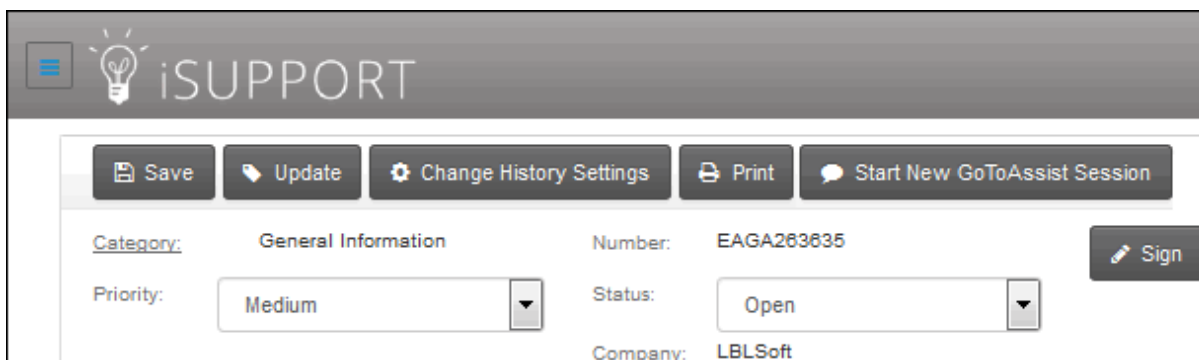 iSUPPORT
Save Update Change History Settings Print Start New GoToAssist Session
Category: General Information Number: EAGA263635 Sign
Priority: Medium Status: Open
Company: LBLSoft